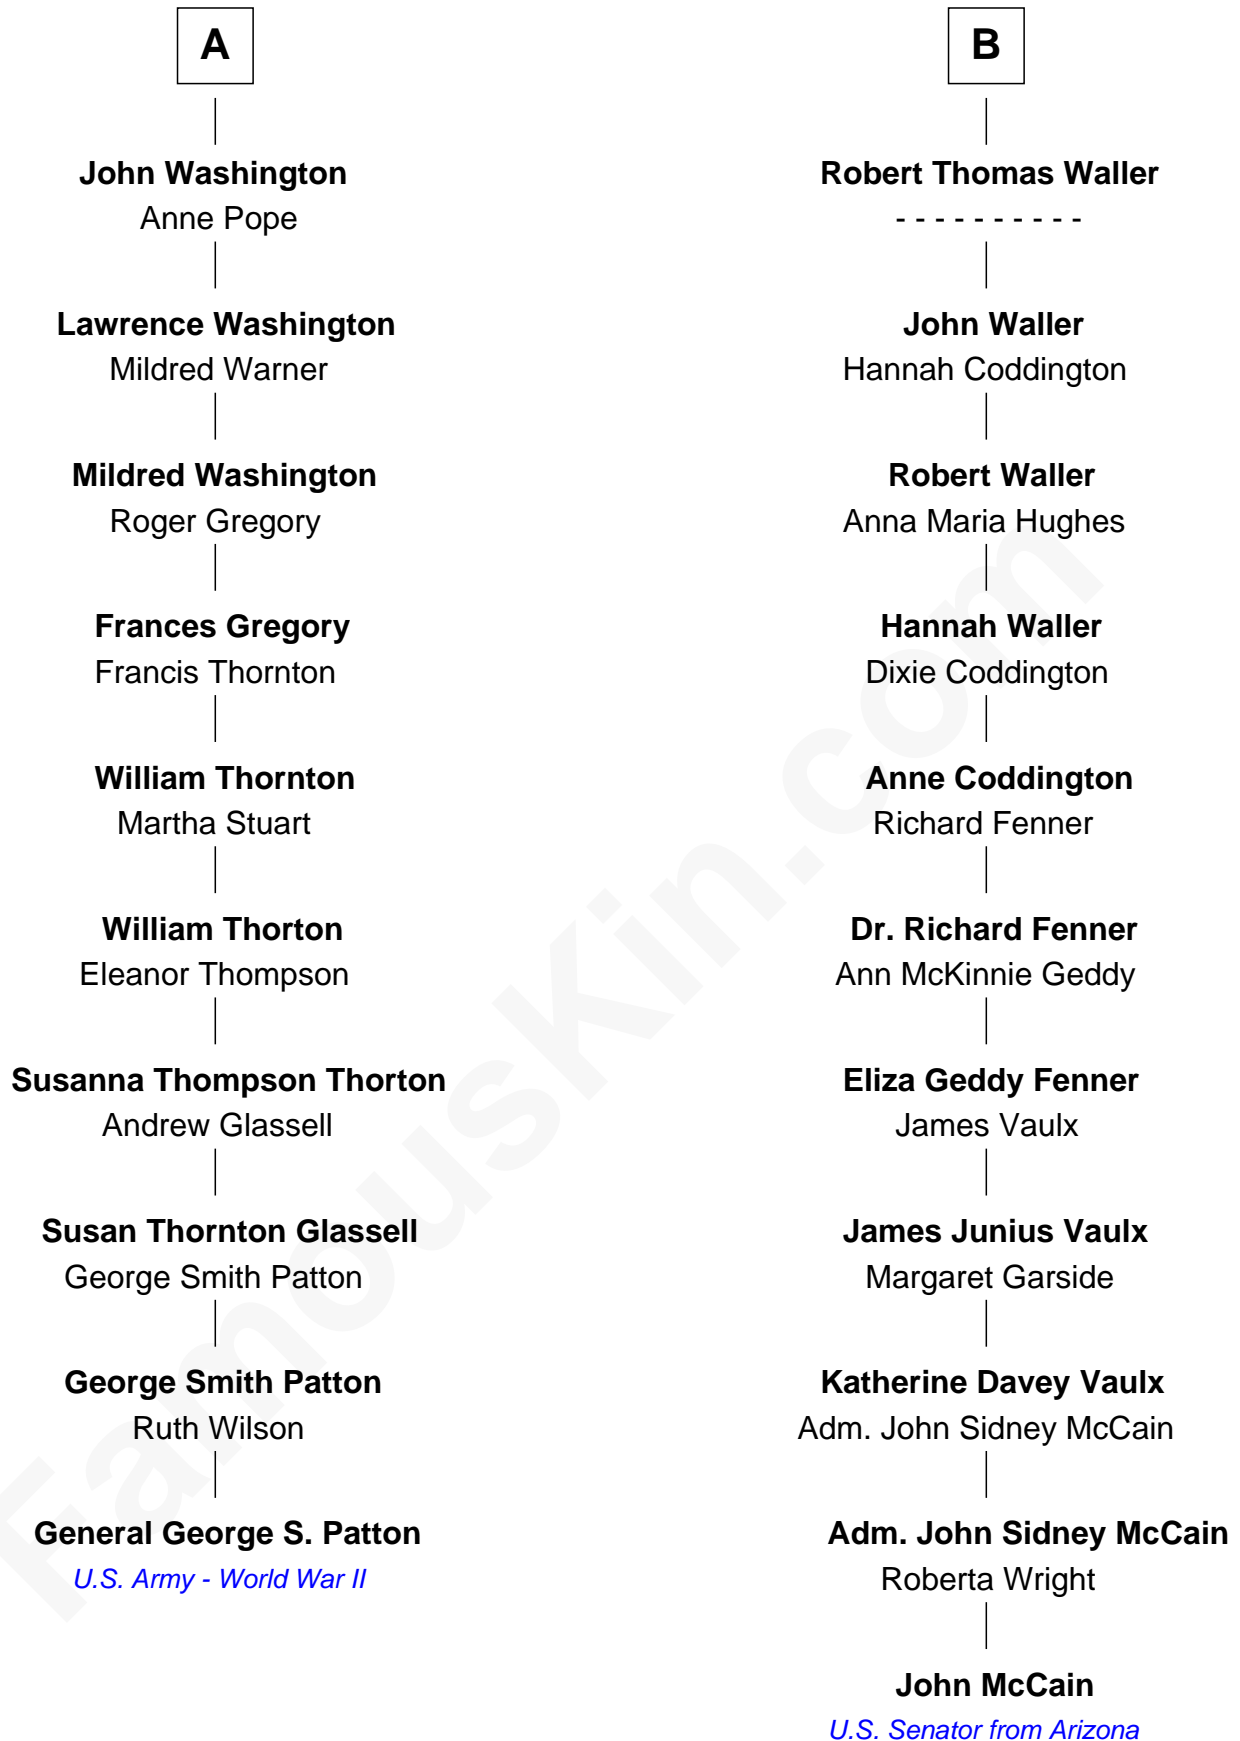 A
John Washington
Anne Pope
Lawrence Washington
Mildred Warner
Mildred Washington
Roger Gregory
Frances Gregory
Francis Thornton
William Thornton
Martha Stuart
William Thorton
Eleanor Thompson
Susanna Thompson Thorton
Andrew Glassell
Susan Thornton Glassell
George Smith Patton
George Smith Patton
Ruth Wilson
General George S. Patton
U.S. Army - World War II
B
Robert Thomas Waller
- - - - - - - - - -
John Waller
Hannah Coddington
Robert Waller
Anna Maria Hughes
Hannah Waller
Dixie Coddington
Anne Coddington
Richard Fenner
Dr. Richard Fenner
Ann McKinnie Geddy
Eliza Geddy Fenner
James Vaulx
James Junius Vaulx
Margaret Garside
Katherine Davey Vaulx
Adm. John Sidney McCain
Adm. John Sidney McCain
Roberta Wright
John McCain
U.S. Senator from Arizona
FamousKin.com